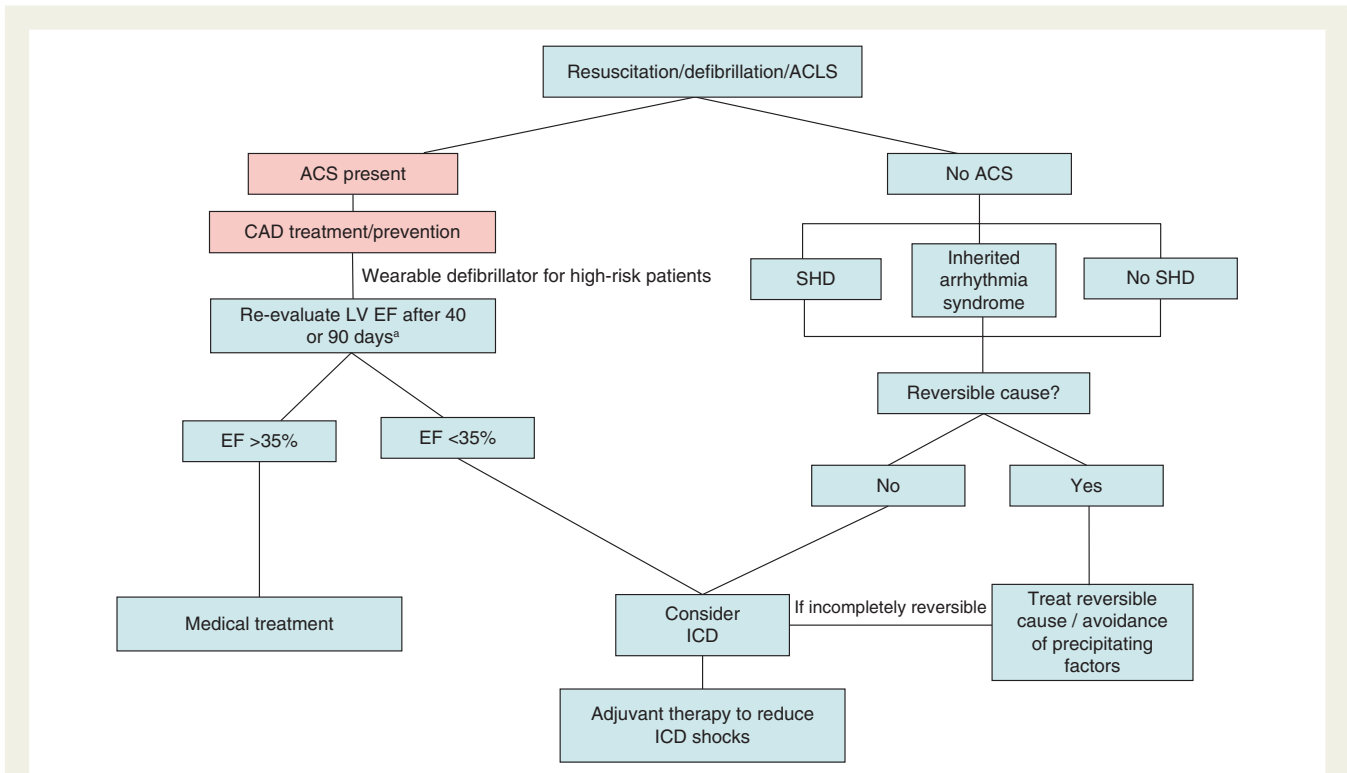 Resuscitation/defibrillation/ACLS
ACS present
No ACS
CAD treatment/prevention
Wearable defibrillator for high-risk patients
SHD
Inherited
arrhythmia
syndrome
No SHD
Re-evaluate LV EF after 40
or 90 daysᵃ
Reversible cause?
EF >35%
EF <35%
No
Yes
Medical treatment
Consider
ICD
If incompletely reversible
Treat reversible
cause / avoidance
of precipitating
factors
Adjuvant therapy to reduce
ICD shocks